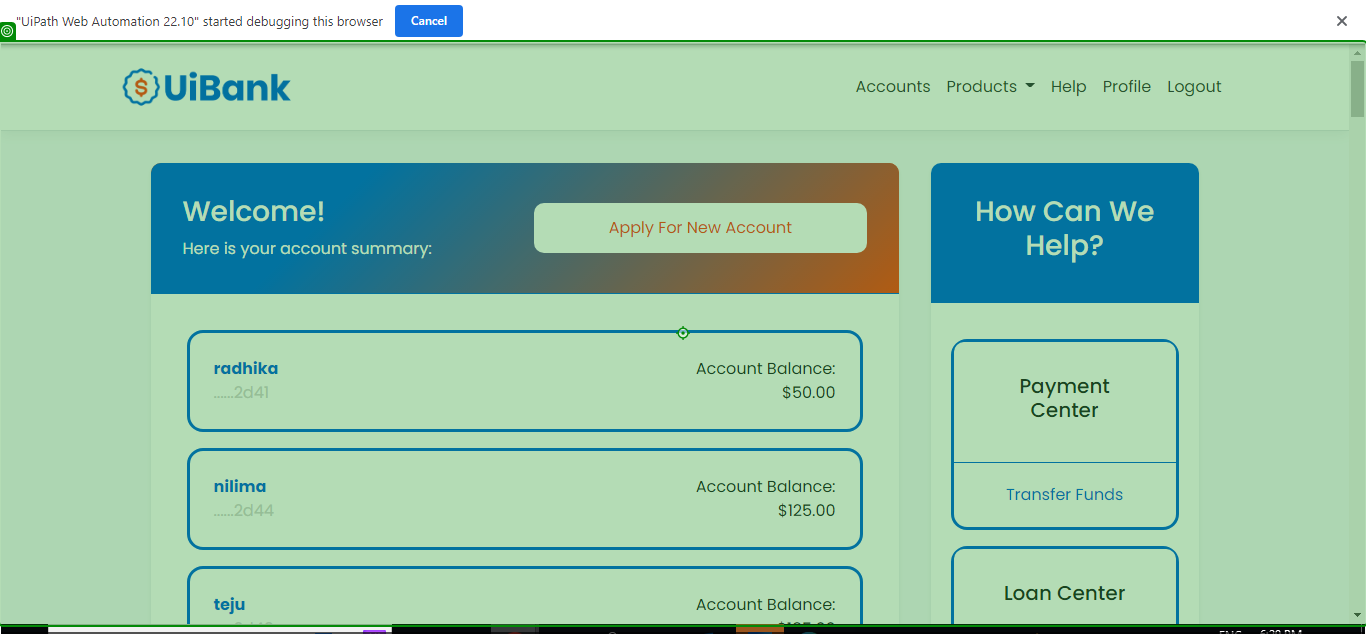 "UiPath Web Automation 22.10" started debugging this browser
Cancel
UiBank
Accounts
Products
Help
Profile
Logout
Welcome!
Here is your account summary:
Apply For New Account
How Can We
Help?
radhika
Account Balance:
......2d41
$50.00
nilima
Account Balance:
......2d44
$125.00
teju
Account Balance:
Payment
Center
Transfer Funds
Loan Center